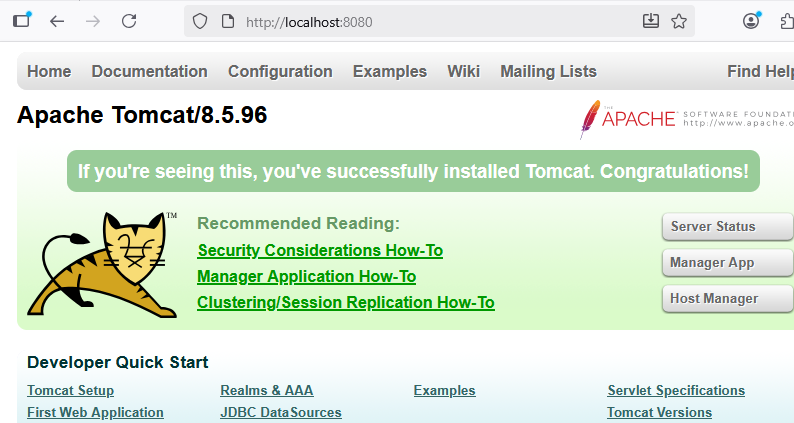 http://localhost:8080
Home Documentation Configuration Examples Wiki Mailing Lists Find Help
Apache Tomcat/8.5.96
THE
APACHE SOFTWARE FOUNDAT
http://www.apache.o
If you're seeing this, you've successfully installed Tomcat. Congratulations!
TM
Recommended Reading:
Security Considerations How-To
Manager Application How-To
Clustering/Session Replication How-To
Server Status
Manager App
Host Manager
Developer Quick Start
Tomcat Setup Realms & AAA Examples Servlet Specifications
First Web Application JDBC DataSources Tomcat Versions